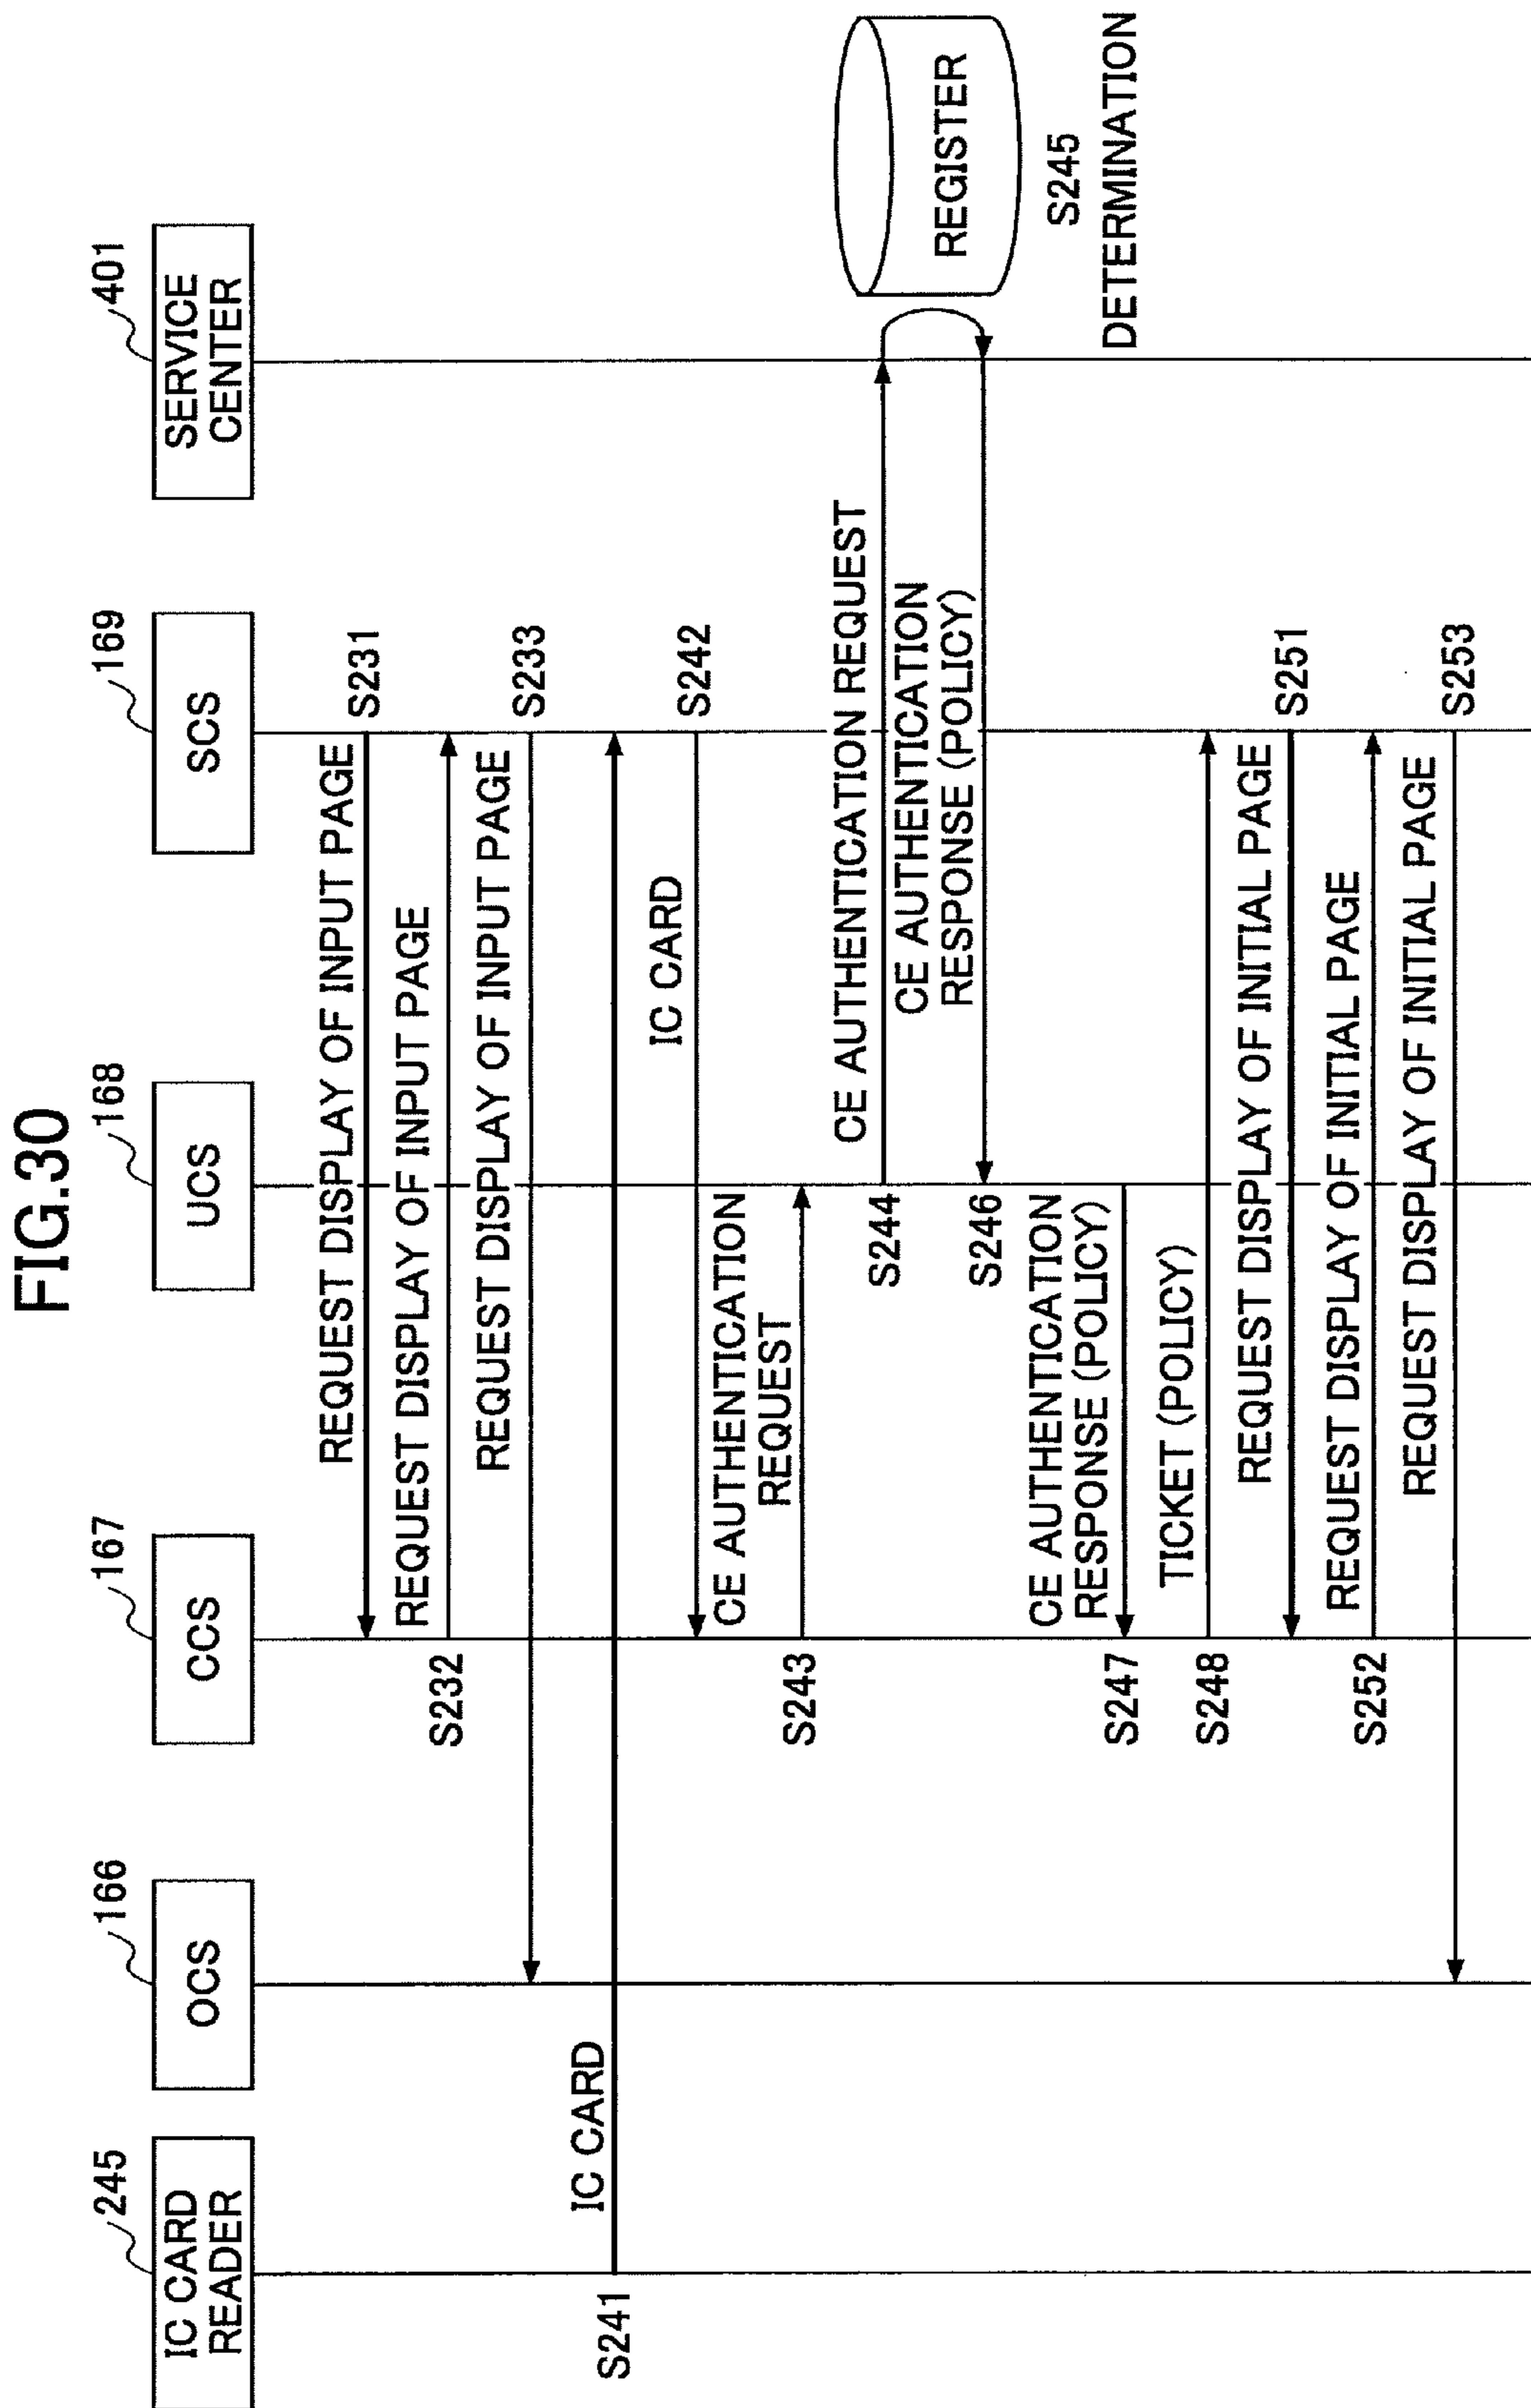 FIG.30
245
IC CARD
READER
166
OCS
167
CCS
168
UCS
169
SCS
401
SERVICE
CENTER
REQUEST DISPLAY OF INPUT PAGE
S231
REQUEST DISPLAY OF INPUT PAGE
S232
REQUEST DISPLAY OF INPUT PAGE
S233
IC CARD
S241
IC CARD
S242
CE AUTHENTICATION
REQUEST
S243
CE AUTHENTICATION REQUEST
S244
REGISTER
S245
DETERMINATION
CE AUTHENTICATION
RESPONSE (POLICY)
S246
CE AUTHENTICATION
RESPONSE (POLICY)
S247
TICKET (POLICY)
S248
REQUEST DISPLAY OF INITIAL PAGE
S251
REQUEST DISPLAY OF INITIAL PAGE
S252
REQUEST DISPLAY OF INITIAL PAGE
S253